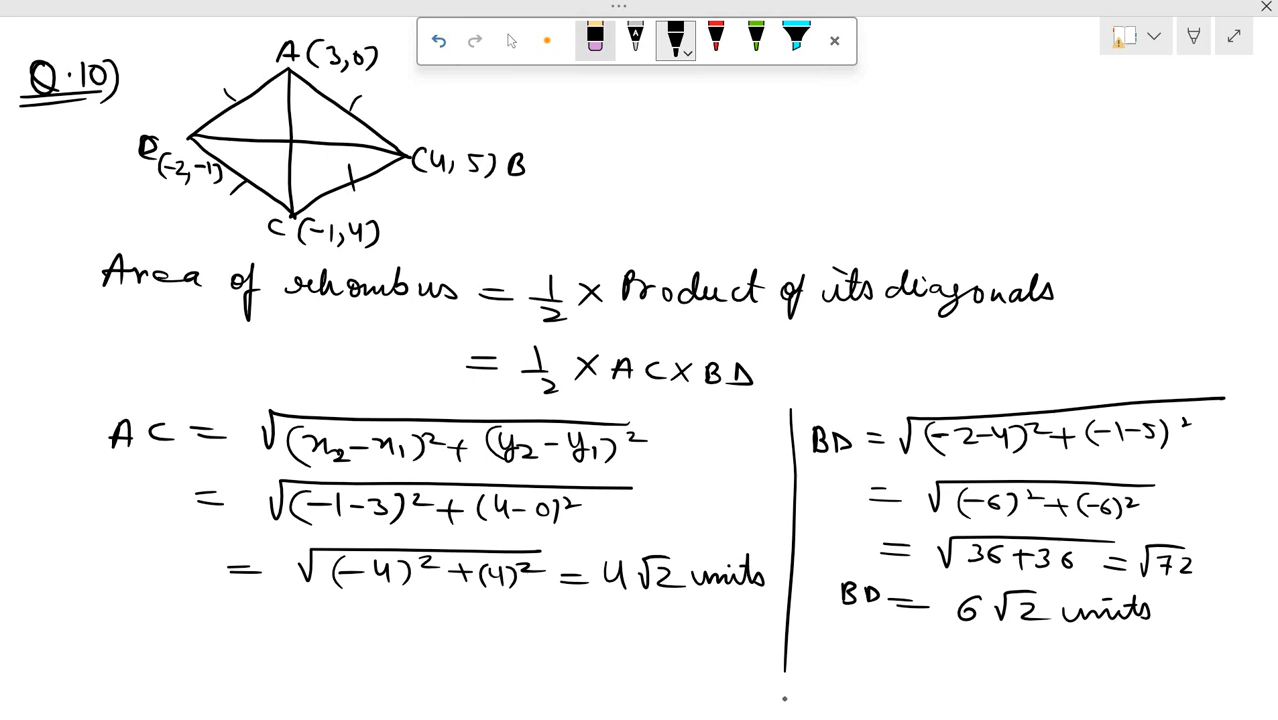 Q.10)
A(3,0)
D(-2,-1)
(4,5)B
C(-1,4)
Area of rhombus = 1/2 × Product of its diagonals
= 1/2 × AC × BD
AC = √((x₂-x₁)²+(y₂-y₁)²
= √((-1-3)²+(4-0)²
= √((-4)²+(4)²) = 4√2 units
BD = √((-2-4)²+(-1-5)²
= √((-6)²+(-6)²
= √(36+36) = √72
BD = 6√2 units